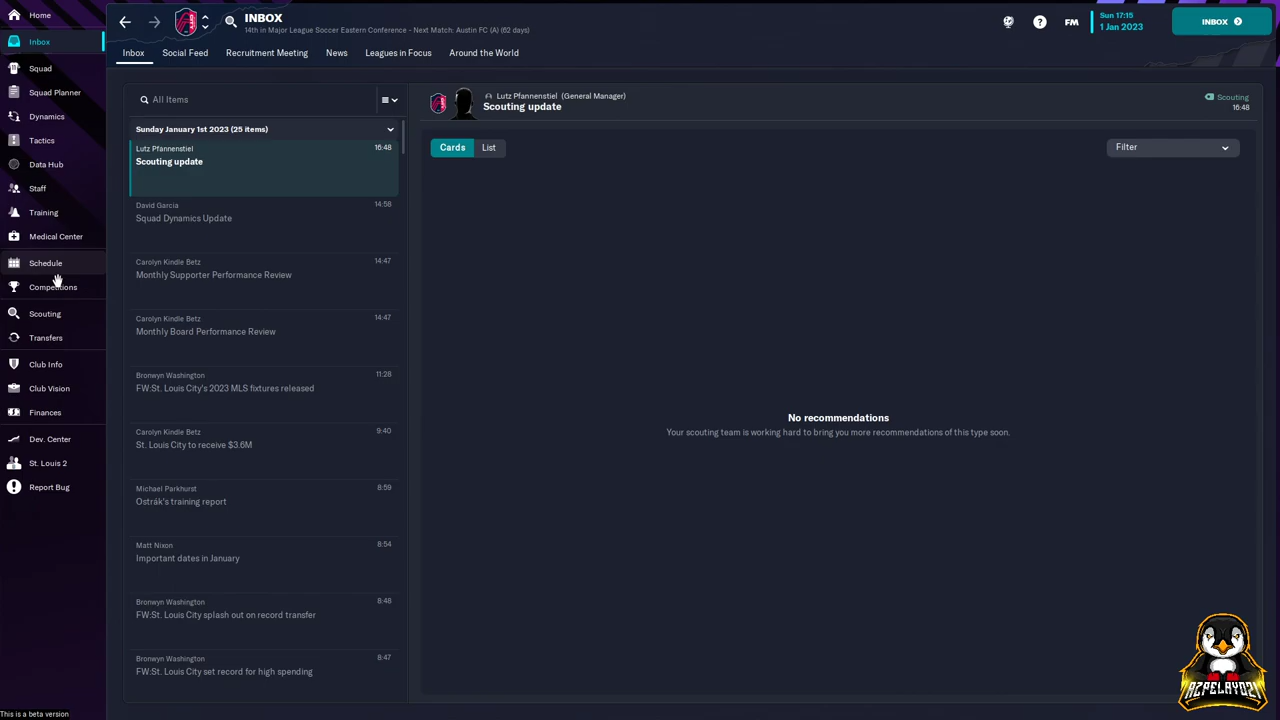 Home
Inbox
Squad
Squad Planner
Dynamics
Tactics
Data Hub
Staff
Training
Medical Center
Schedule
Competitions
Scouting
Transfers
Club Info
Club Vision
Finances
Dev. Center
St. Louis 2
Report Bug
This is a beta version
INBOX
14th in Major League Soccer Eastern Conference - Next Match: Austin FC (A) (62 days)
FM
Sun 17:15
1 Jan 2023
INBOX
Inbox
Social Feed
Recruitment Meeting
News
Leagues in Focus
Around the World
All Items
Sunday January 1st 2023 (25 items)
Lutz Pfannenstiel 16:48
Scouting update
David Garcia 14:58
Squad Dynamics Update
Carolyn Kindle Betz 14:47
Monthly Supporter Performance Review
Carolyn Kindle Betz 14:47
Monthly Board Performance Review
Bronwyn Washington 11:28
FW:St. Louis City's 2023 MLS fixtures released
Carolyn Kindle Betz 9:40
St. Louis City to receive $3.6M
Michael Parkhurst 8:59
Ostrák's training report
Matt Nixon 8:54
Important dates in January
Bronwyn Washington 8:48
FW:St. Louis City splash out on record transfer
Bronwyn Washington 8:47
FW:St. Louis City set record for high spending
Lutz Pfannenstiel (General Manager)
Scouting update
Scouting
16:48
Cards
List
Filter
No recommendations
Your scouting team is working hard to bring you more recommendations of this type soon.
AZPELAYO21